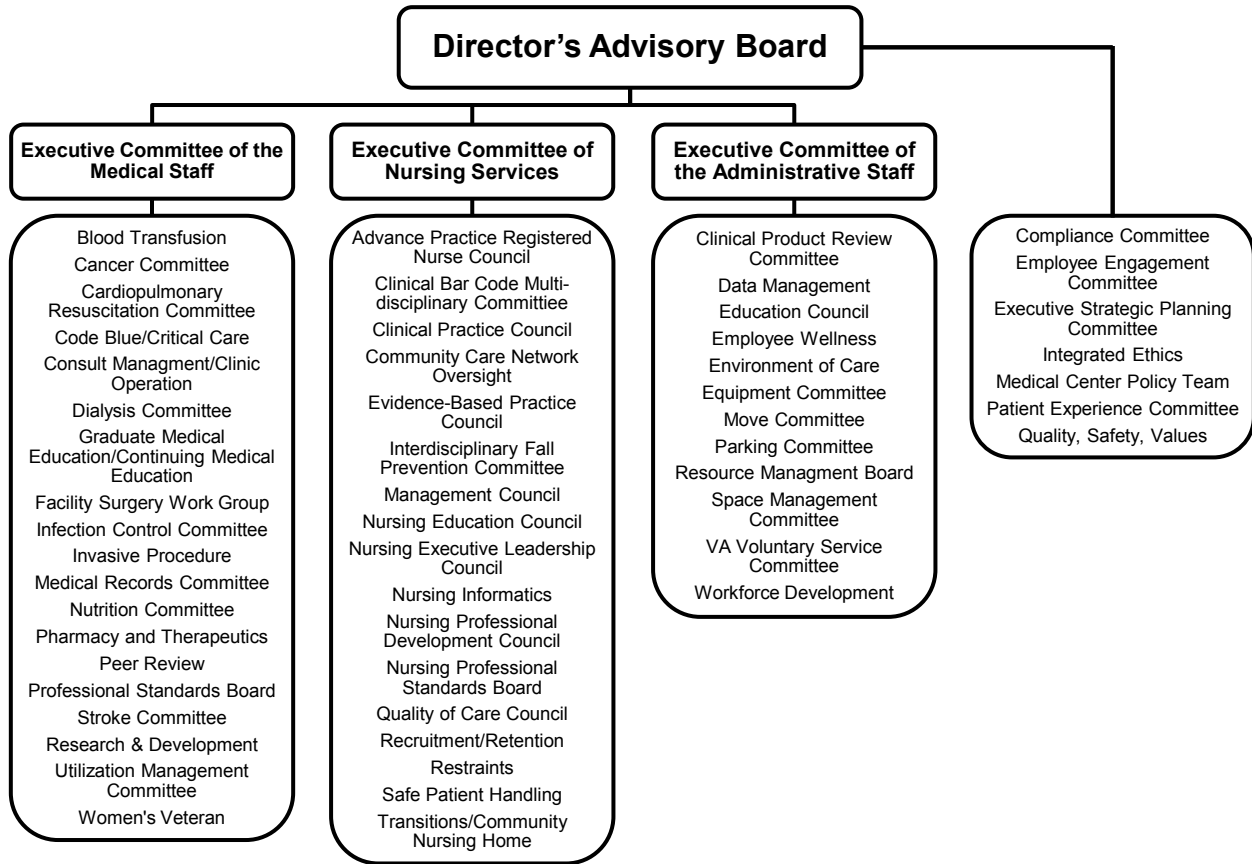 Director’s Advisory Board
Executive Committee of the
Medical Staff
Blood Transfusion
Cancer Committee
Cardiopulmonary
Resuscitation Committee
Code Blue/Critical Care
Consult Managment/Clinic
Operation
Dialysis Committee
Graduate Medical
Education/Continuing Medical
Education
Facility Surgery Work Group
Infection Control Committee
Invasive Procedure
Medical Records Committee
Nutrition Committee
Pharmacy and Therapeutics
Peer Review
Professional Standards Board
Stroke Committee
Research & Development
Utilization Management
Committee
Women's Veteran
Executive Committee of
Nursing Services
Advance Practice Registered
Nurse Council
Clinical Bar Code Multi-
disciplinary Committiee
Clinical Practice Council
Community Care Network
Oversight
Evidence-Based Practice
Council
Interdisciplinary Fall
Prevention Committee
Management Council
Nursing Education Council
Nursing Executive Leadership
Council
Nursing Informatics
Nursing Professional
Development Council
Nursing Professional
Standards Board
Quality of Care Council
Recruitment/Retention
Restraints
Safe Patient Handling
Transitions/Community
Nursing Home
Executive Committee of
the Administrative Staff
Clinical Product Review
Committee
Data Management
Education Council
Employee Wellness
Environment of Care
Equipment Committee
Move Committee
Parking Committee
Resource Managment Board
Space Management
Committee
VA Voluntary Service
Committee
Workforce Development
Compliance Committee
Employee Engagement
Committee
Executive Strategic Planning
Committee
Integrated Ethics
Medical Center Policy Team
Patient Experience Committee
Quality, Safety, Values